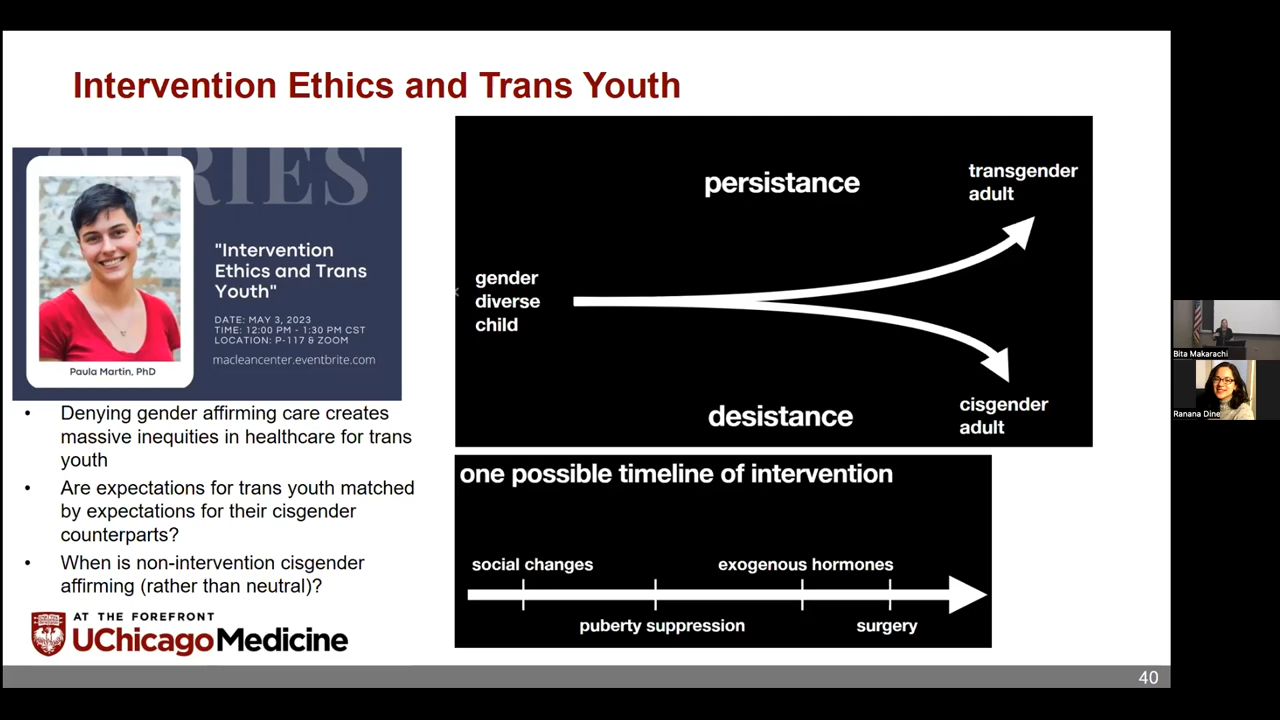 Intervention Ethics and Trans Youth
SERIES
"Intervention
Ethics and Trans
Youth"
DATE: MAY 3, 2023
TIME: 12:00 PM - 1:30 PM CST
LOCATION: P-117 & ZOOM
macleancenter.eventbrite.com
Paula Martin, PhD
• Denying gender affirming care creates
massive inequities in healthcare for trans
youth
• Are expectations for trans youth matched
by expectations for their cisgender
counterparts?
• When is non-intervention cisgender
affirming (rather than neutral)?
AT THE FOREFRONT
UChicago Medicine
persistance
transgender
adult
gender
diverse
child
desistance
cisgender
adult
one possible timeline of intervention
social changes
exogenous hormones
puberty suppression
surgery
40
Bita Makarachi
Ranana Dine